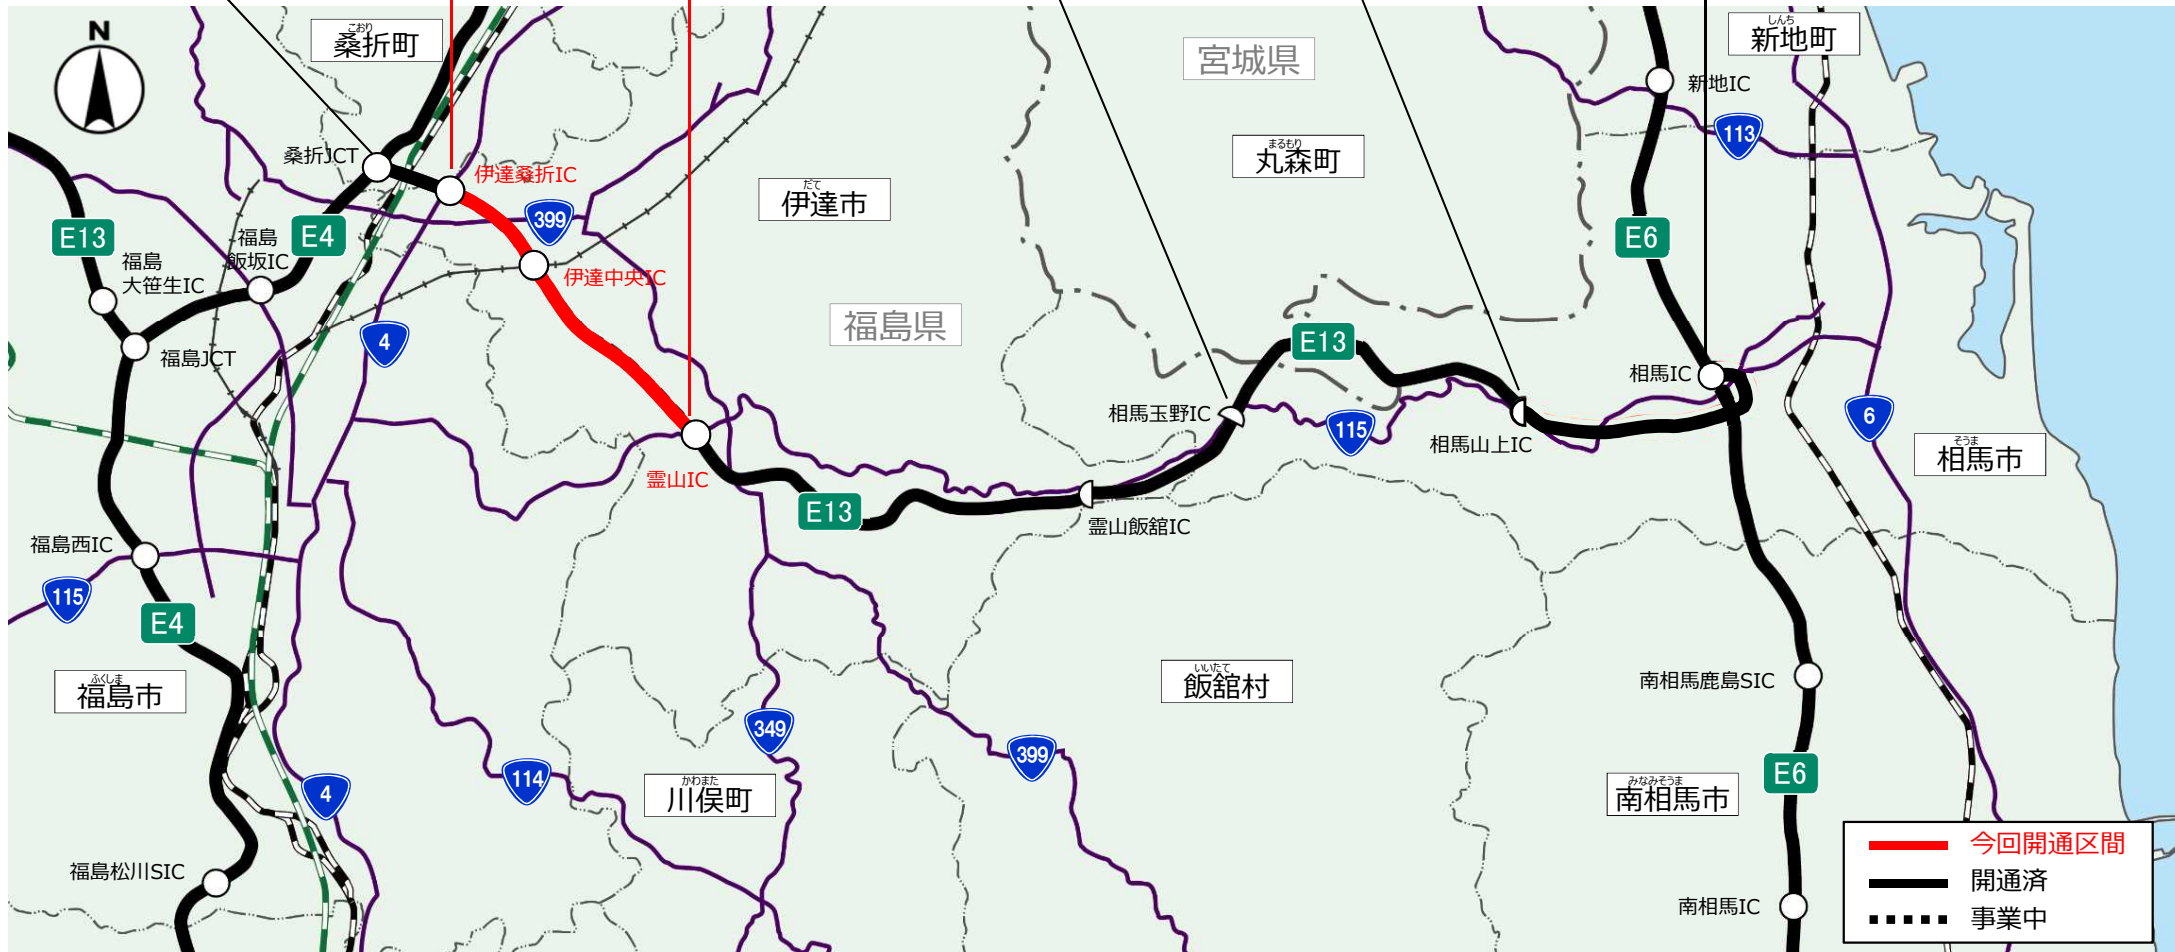 N
こおり
桑折町
宮城県
しんち
新地町
新地IC
113
まるもり
丸森町
桑折JCT
伊達桑折IC
だて
伊達市
399
E13
福島
飯坂IC
E4
E6
福島
大笹生IC
伊達中央IC
福島県
4
福島JCT
E13
相馬IC
相馬玉野IC
115
相馬山上IC
6
そうま
相馬市
霊山IC
E13
霊山飯舘IC
福島西IC
115
E4
ふくしま
福島市
いいたて
飯舘村
南相馬鹿島SIC
349
399
114
4
かわまた
川俣町
E6
みなみそうま
南相馬市
福島松川SIC
南相馬IC
今回開通区間
開通済
事業中